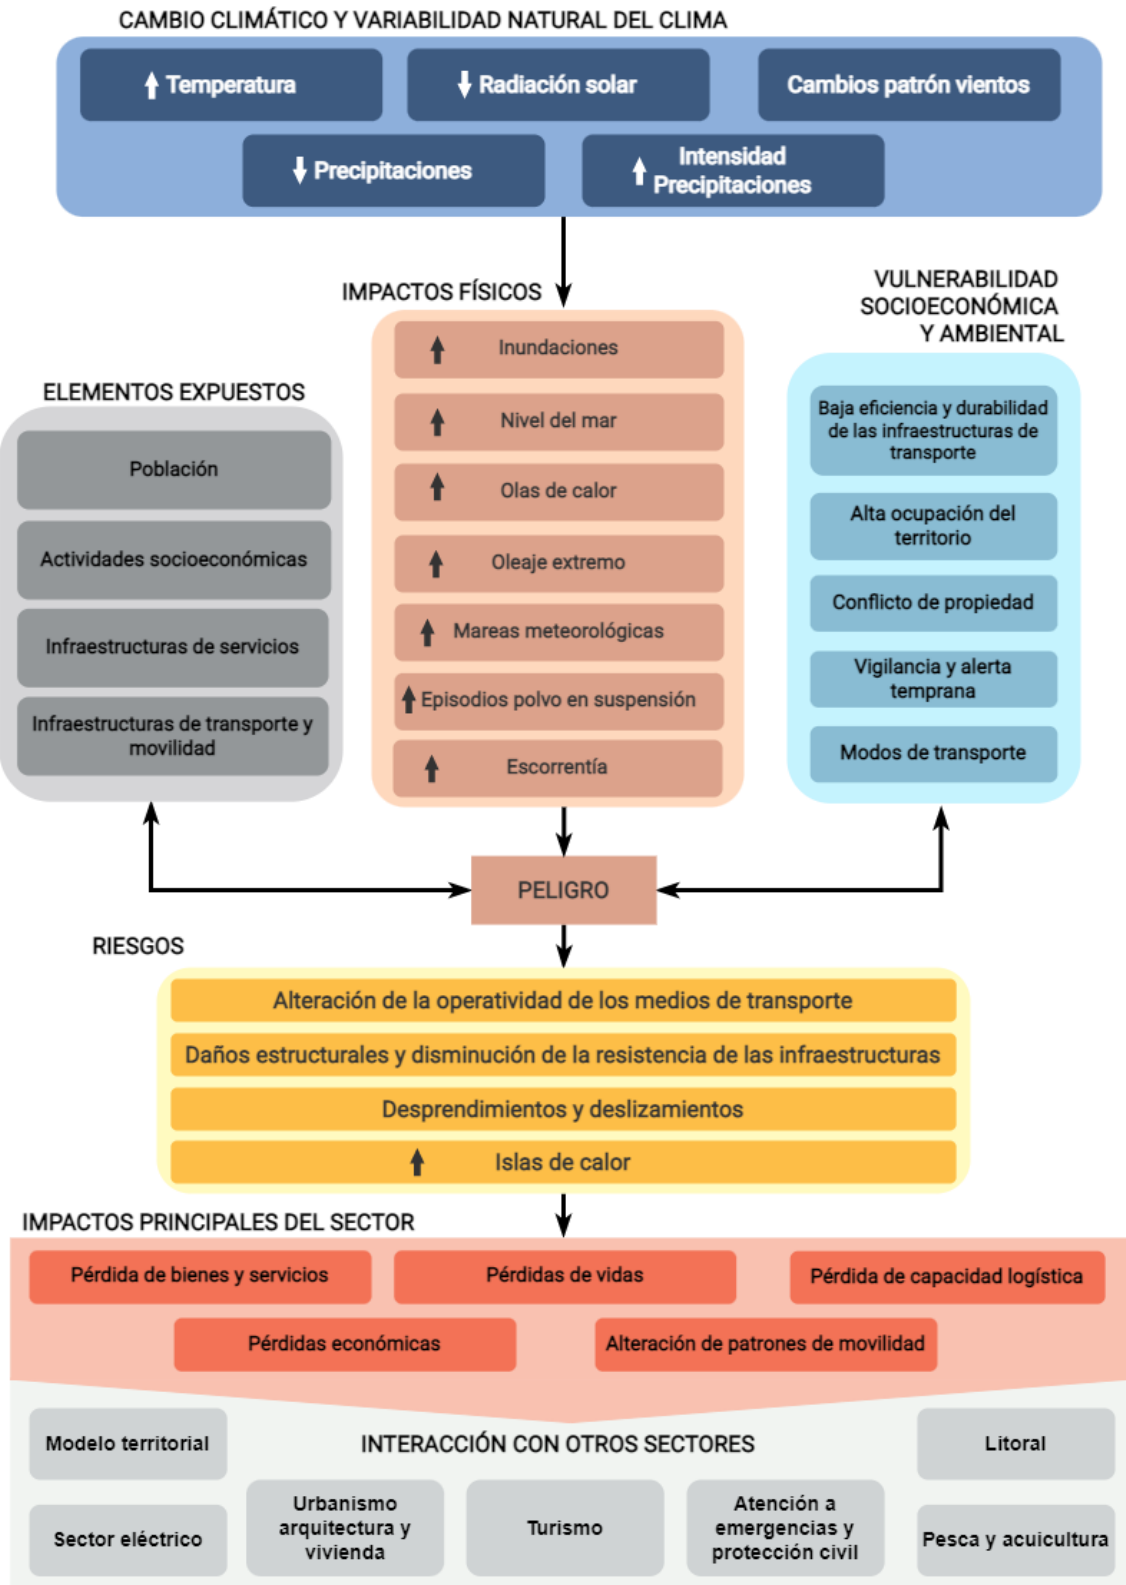 CAMBIO CLIMÁTICO Y VARIABILIDAD NATURAL DEL CLIMA
Temperatura
Radiación solar
Cambios patrón vientos
Precipitaciones
Intensidad
Precipitaciones
IMPACTOS FÍSICOS
Inundaciones
Nivel del mar
Olas de calor
Oleaje extremo
Mareas meteorológicas
Episodios polvo en suspensión
Escorrentía
VULNERABILIDAD
SOCIOECONÓMICA
Y AMBIENTAL
Baja eficiencia y durabilidad
de las infraestructuras de
transporte
Alta ocupación del
territorio
Conflicto de propiedad
Vigilancia y alerta
temprana
Modos de transporte
ELEMENTOS EXPUESTOS
Población
Actividades socioeconómicas
Infraestructuras de servicios
Infraestructuras de transporte y
movilidad
PELIGRO
RIESGOS
Alteración de la operatividad de los medios de transporte
Daños estructurales y disminución de la resistencia de las infraestructuras
Desprendimientos y deslizamientos
Islas de calor
IMPACTOS PRINCIPALES DEL SECTOR
Pérdida de bienes y servicios
Pérdidas de vidas
Pérdida de capacidad logística
Pérdidas económicas
Alteración de patrones de movilidad
INTERACCIÓN CON OTROS SECTORES
Modelo territorial
Litoral
Sector eléctrico
Urbanismo
arquitectura y
vivienda
Turismo
Atención a
emergencias y
protección civil
Pesca y acuicultura